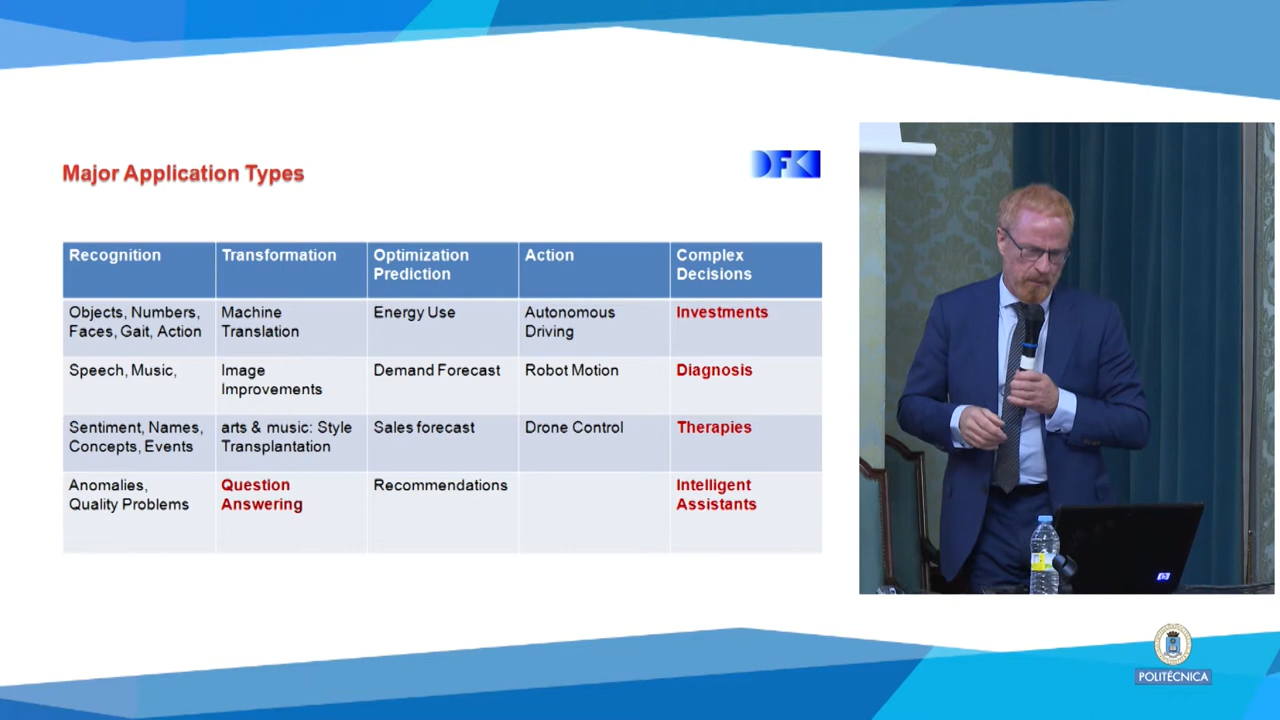 Major Application Types
DFKI
Recognition
Transformation
Optimization
Prediction
Action
Complex
Decisions
Objects, Numbers,
Faces, Gait, Action
Machine
Translation
Energy Use
Autonomous
Driving
Investments
Speech, Music,
Image
Improvements
Demand Forecast
Robot Motion
Diagnosis
Sentiment, Names,
Concepts, Events
arts & music: Style
Transplantation
Sales forecast
Drone Control
Therapies
Anomalies,
Quality Problems
Question
Answering
Recommendations
Intelligent
Assistants
hp
POLITÉCNICA